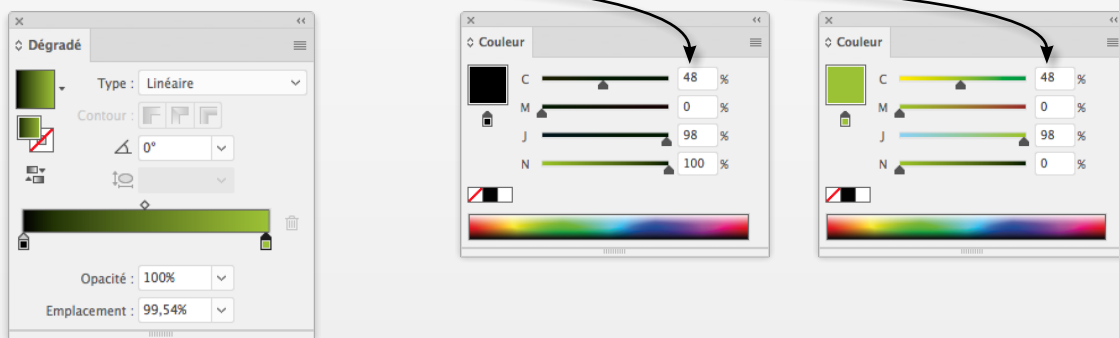 Dégradé
Type : Linéaire
Contour :
0°
Opacité : 100%
Emplacement : 99,54%
Couleur
C 48 %
M 0 %
J 98 %
N 100 %
Couleur
C 48 %
M 0 %
J 98 %
N 0 %